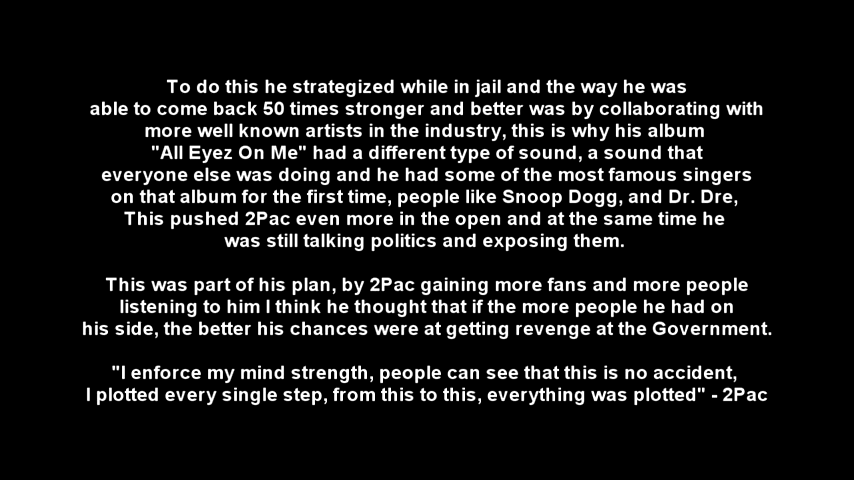 To do this he strategized while in jail and the way he was
able to come back 50 times stronger and better was by collaborating with
more well known artists in the industry, this is why his album
"All Eyez On Me" had a different type of sound, a sound that
everyone else was doing and he had some of the most famous singers
on that album for the first time, people like Snoop Dogg, and Dr. Dre,
This pushed 2Pac even more in the open and at the same time he
was still talking politics and exposing them.
This was part of his plan, by 2Pac gaining more fans and more people
listening to him I think he thought that if the more people he had on
his side, the better his chances were at getting revenge at the Government.
"I enforce my mind strength, people can see that this is no accident,
I plotted every single step, from this to this, everything was plotted" - 2Pac